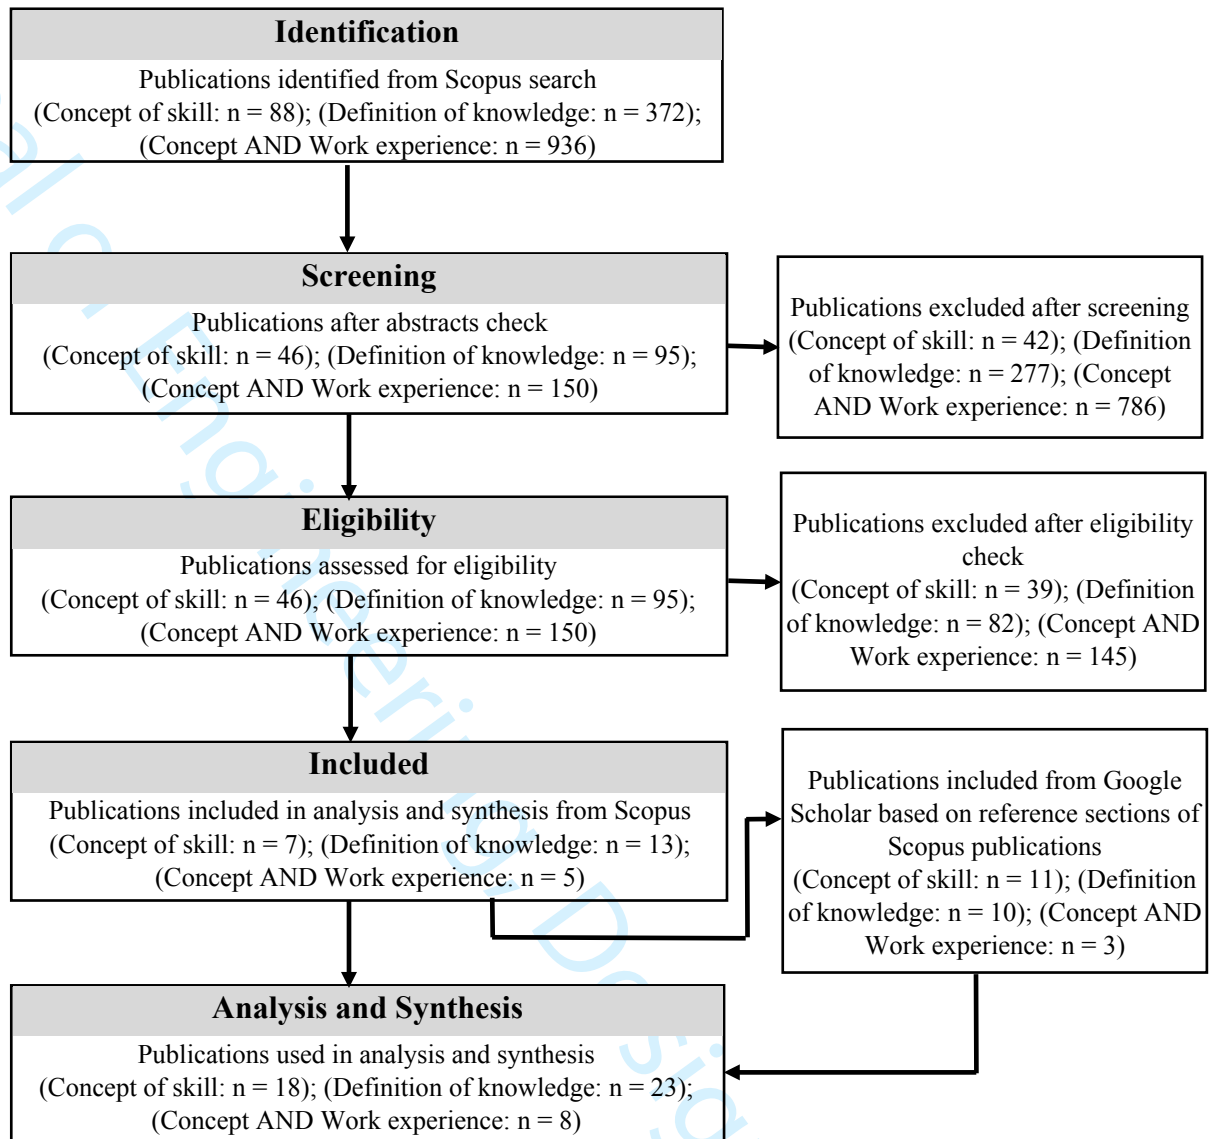 Identification
Publications identified from Scopus search
(Concept of skill: n = 88); (Definition of knowledge: n = 372);
(Concept AND Work experience: n = 936)
Screening
Publications after abstracts check
(Concept of skill: n = 46); (Definition of knowledge: n = 95);
(Concept AND Work experience: n = 150)
Publications excluded after screening
(Concept of skill: n = 42); (Definition
of knowledge: n = 277); (Concept
AND Work experience: n = 786)
Eligibility
Publications assessed for eligibility
(Concept of skill: n = 46); (Definition of knowledge: n = 95);
(Concept AND Work experience: n = 150)
Publications excluded after eligibility
check
(Concept of skill: n = 39); (Definition
of knowledge: n = 82); (Concept AND
Work experience: n = 145)
Included
Publications included in analysis and synthesis from Scopus
(Concept of skill: n = 7); (Definition of knowledge: n = 13);
(Concept AND Work experience: n = 5)
Publications included from Google
Scholar based on reference sections of
Scopus publications
(Concept of skill: n = 11); (Definition
of knowledge: n = 10); (Concept AND
Work experience: n = 3)
Analysis and Synthesis
Publications used in analysis and synthesis
(Concept of skill: n = 18); (Definition of knowledge: n = 23);
(Concept AND Work experience: n = 8)
of Engineering, Desig